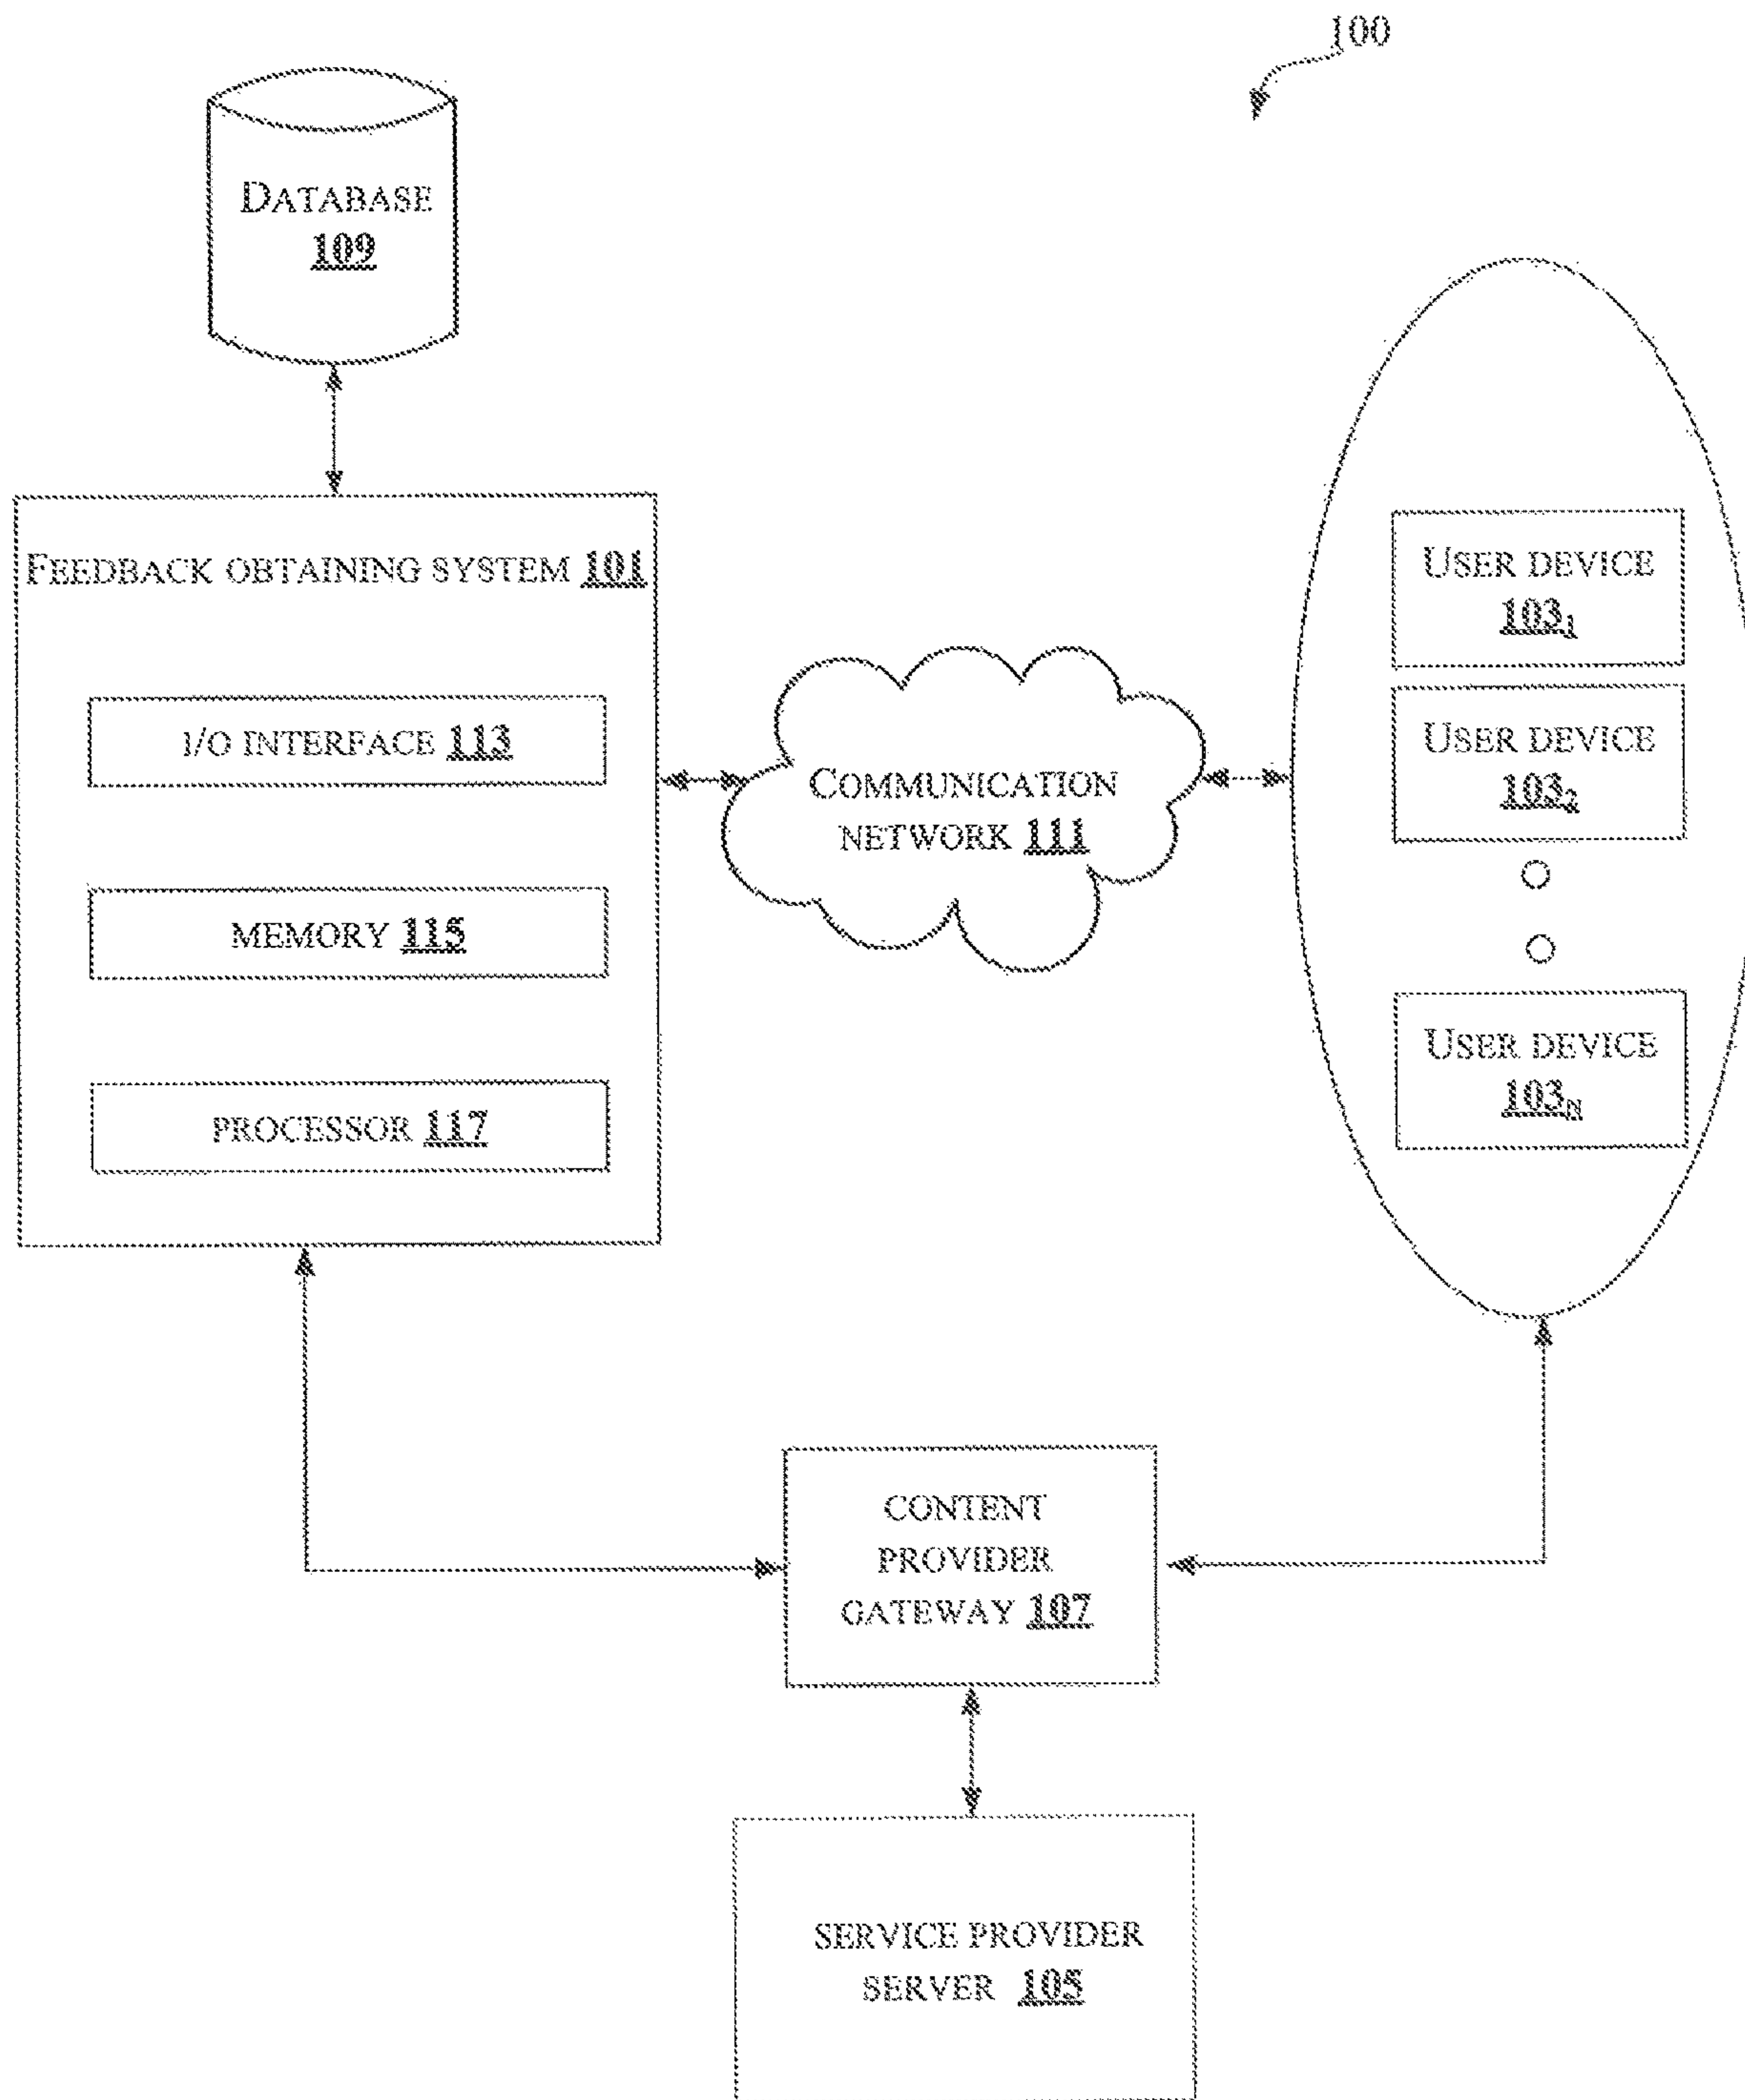 100
DATABASE
109
FEEDBACK OBTAINING SYSTEM 101
I/O INTERFACE 113
MEMORY 115
PROCESSOR 117
COMMUNICATION
NETWORK 111
USER DEVICE
103₁
USER DEVICE
103₂
USER DEVICE
103ₙ
CONTENT
PROVIDER
GATEWAY 107
SERVICE PROVIDER
SERVER 105